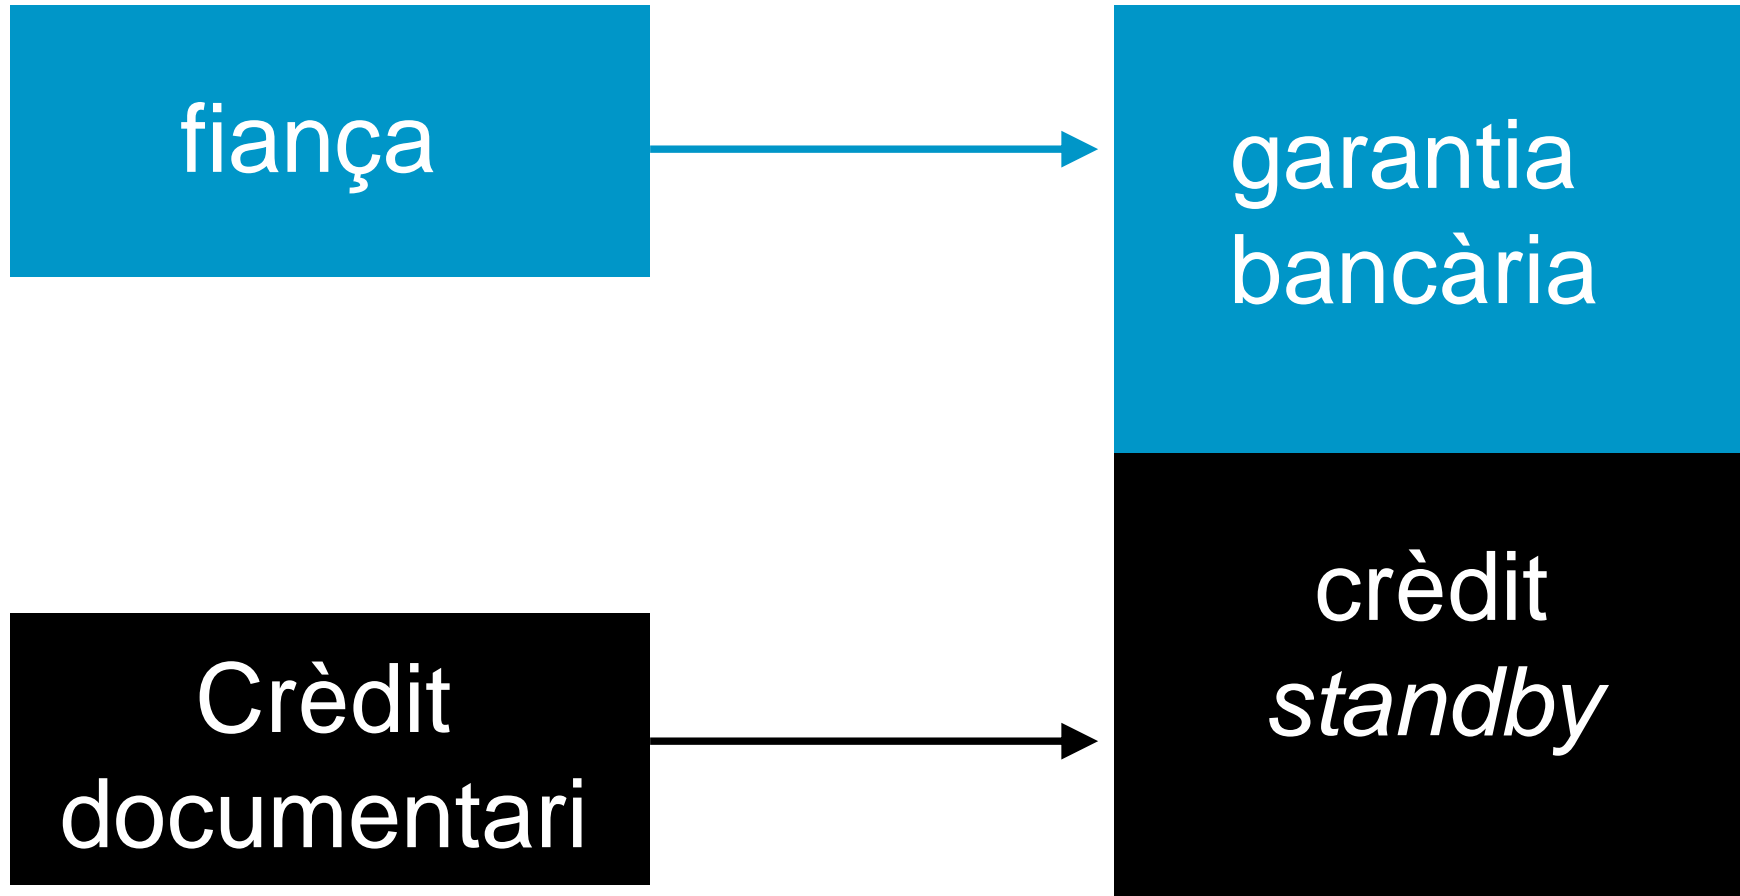 fiança
garantia
bancària
Crèdit
documentari
crèdit
standby